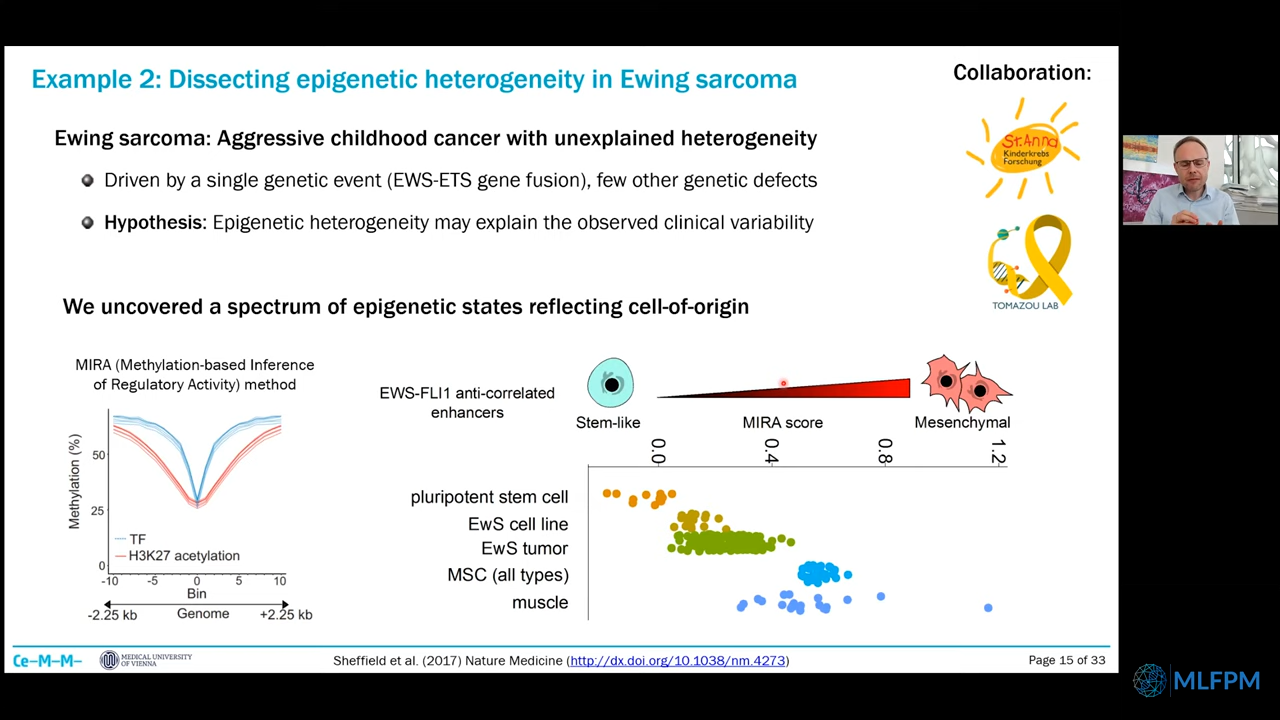 Example 2: Dissecting epigenetic heterogeneity in Ewing sarcoma
Collaboration:
Ewing sarcoma: Aggressive childhood cancer with unexplained heterogeneity
Driven by a single genetic event (EWS-ETS gene fusion), few other genetic defects
Hypothesis: Epigenetic heterogeneity may explain the observed clinical variability
St. Anna
Kinderkrebs
Forschung
TOMAZOU LAB
We uncovered a spectrum of epigenetic states reflecting cell-of-origin
MIRA (Methylation-based Inference
of Regulatory Activity) method
Methylation (%)
50
25
0
TF
H3K27 acetylation
-10 -5 0 5 10
Bin
-2.25 kb Genome +2.25 kb
EWS-FLI1 anti-correlated
enhancers
Stem-like MIRA score Mesenchymal
0.0 0.4 0.8 1.2
pluripotent stem cell
EwS cell line
EwS tumor
MSC (all types)
muscle
Ce-M-M-
MEDICAL UNIVERSITY
OF VIENNA
Sheffield et al. (2017) Nature Medicine (http://dx.doi.org/10.1038/nm.4273)
Page 15 of 33
MLFPM